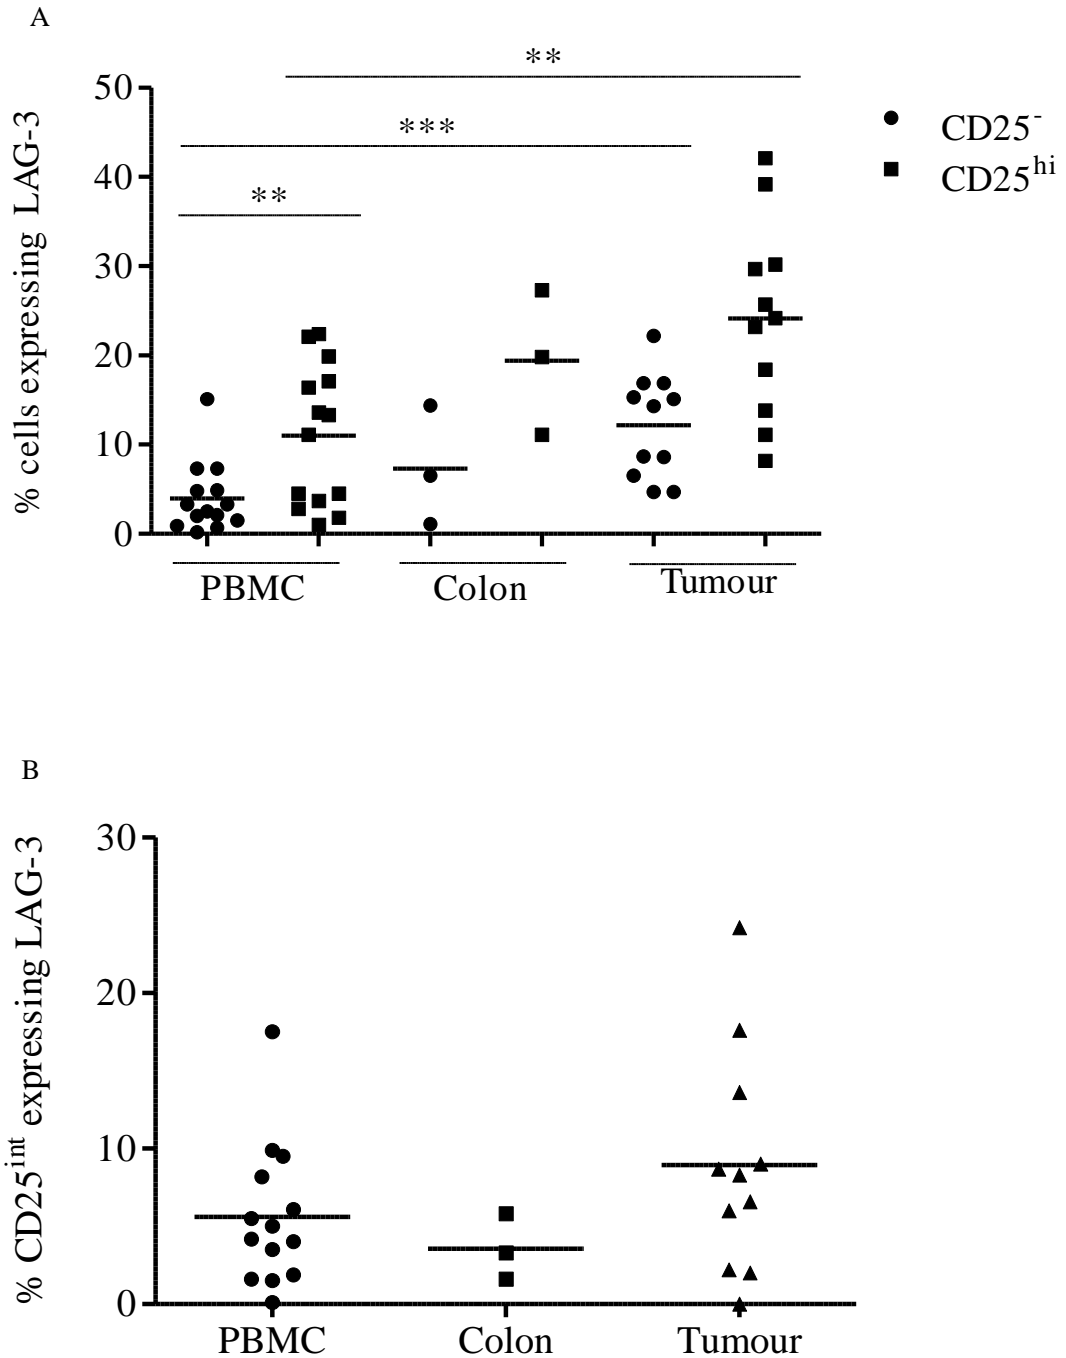 A
**
***
**
50
40
30
20
10
0
% cells expressing LAG-3
CD25-
CD25hi
PBMC
Colon
Tumour
B
30
20
10
0
% CD25int expressing LAG-3
PBMC
Colon
Tumour